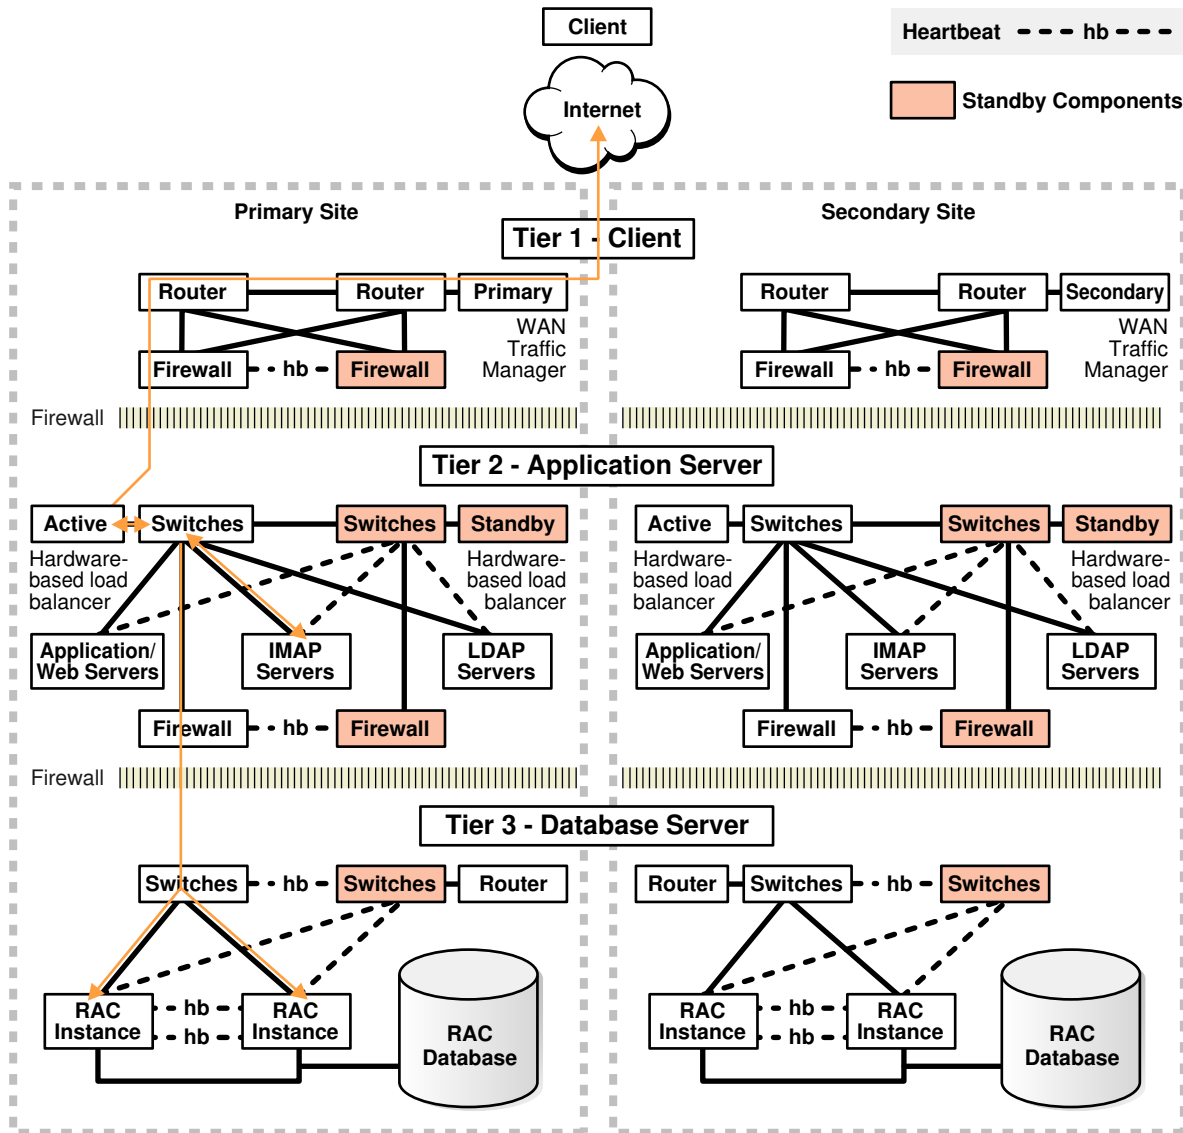 Client
Heartbeat hb
Internet
Standby Components
Primary Site
Secondary Site
Tier 1 - Client
Router
Router
Primary
Router
Router
Secondary
WAN
Traffic
Manager
WAN
Traffic
Manager
Firewall
hb
Firewall
Firewall
hb
Firewall
Firewall
Tier 2 - Application Server
Active
Switches
Switches
Standby
Active
Switches
Switches
Standby
Hardware-
based load
balancer
Hardware-
based load
balancer
Hardware-
based load
balancer
Hardware-
based load
balancer
Application/
Web Servers
IMAP
Servers
LDAP
Servers
Application/
Web Servers
IMAP
Servers
LDAP
Servers
Firewall
hb
Firewall
Firewall
hb
Firewall
Firewall
Tier 3 - Database Server
Switches
hb
Switches
Router
Router
Switches
hb
Switches
RAC
Instance
hb
hb
RAC
Instance
RAC
Database
RAC
Instance
hb
hb
RAC
Instance
RAC
Database